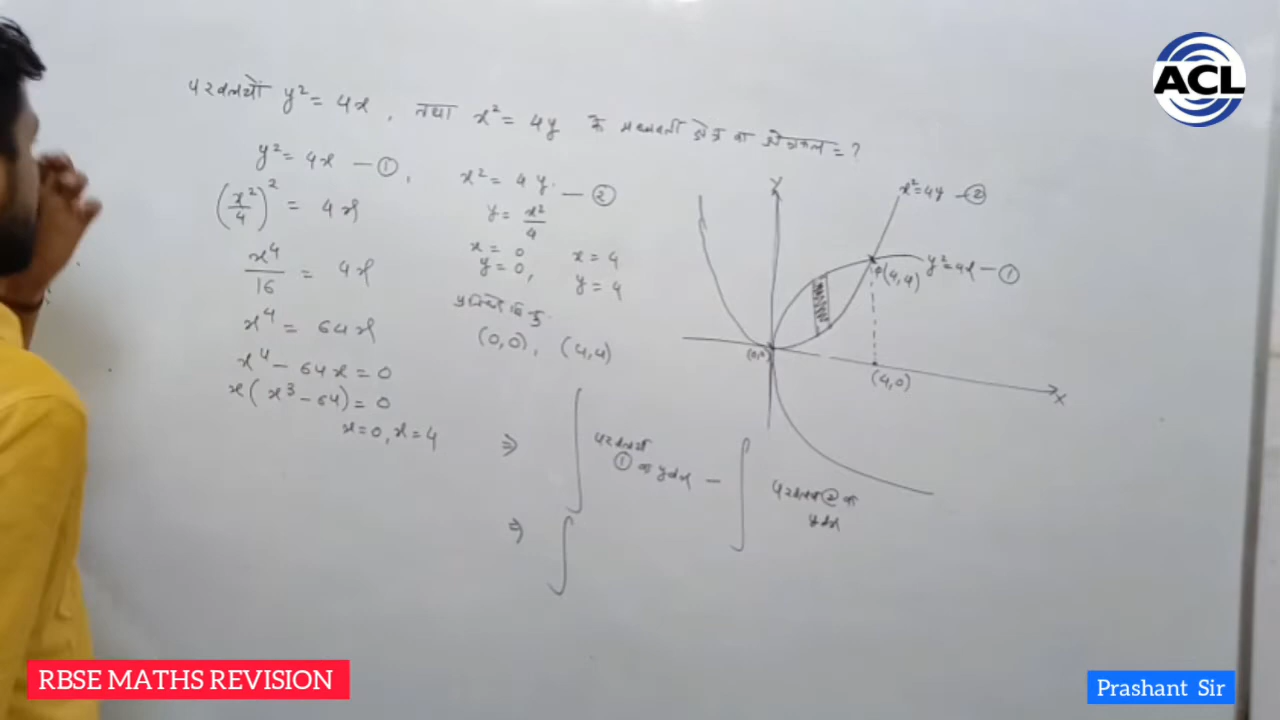 परवलयों y² = 4x , तथा x² = 4y के मध्यवर्ती क्षेत्र का क्षेत्रफल = ?
y² = 4x — ①,
(x²/4)² = 4x
x⁴/16 = 4x
x⁴ = 64x
x⁴ - 64x = 0
x(x³ - 64) = 0
x = 0, x = 4
x² = 4y. — ②
y = x²/4
x = 0 x = 4
y = 0, y = 4
(0,0), (4,4)
⇒ ∫ परवलय ① का ydx - ∫ परवलय ② का ydx
⇒ ∫
Y
x² = 4y — ②
y² = 4x — ①
(4,4)
(0,0)
(4,0)
X
ACL
RBSE MATHS REVISION
Prashant Sir